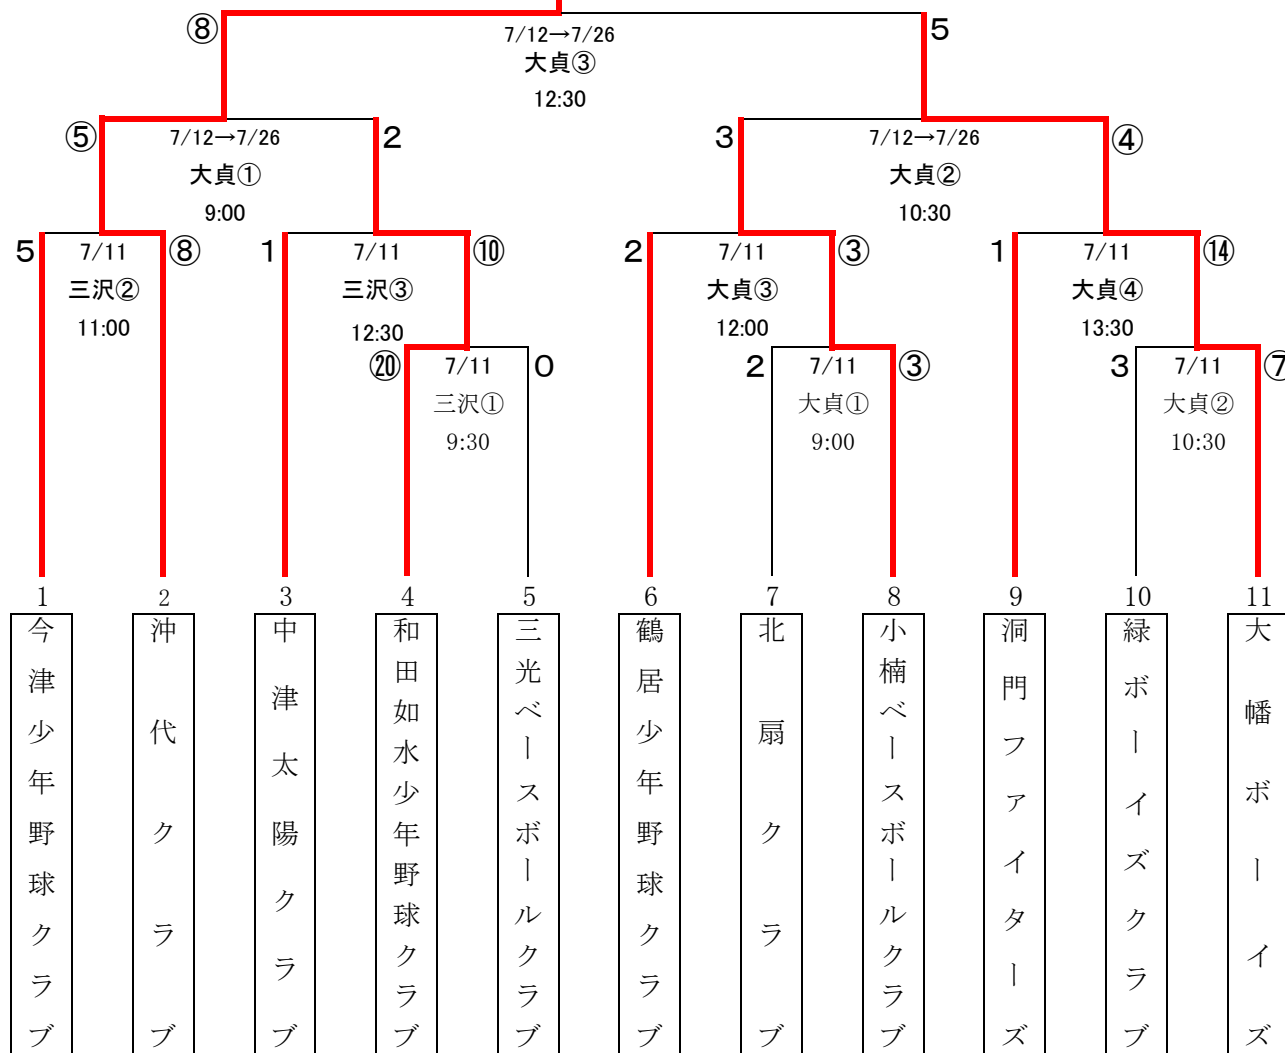 ⑧ 5
7/12→7/26
大貞③
12:30
⑤ 2 3 ④
7/12→7/26 7/12→7/26
大貞① 大貞②
9:00 10:30
5 ⑧ 1 ⑩ 2 ③ 1 ⑭
7/11 7/11 7/11 7/11
三沢② 三沢③ 大貞③ 大貞④
11:00 12:30 12:00 13:30
⑳ 0 2 ③ 3 ⑦
7/11 7/11 7/11
三沢① 大貞① 大貞②
9:30 9:00 10:30
1 2 3 4 5 6 7 8 9 10 11
今津少年野球クラブ
沖代クラブ
中津太陽クラブ
和田如水少年野球クラブ
三光ベースボールクラブ
鶴居少年野球クラブ
北扇クラブ
小楠ベースボールクラブ
洞門ファイターズ
緑ボーイズクラブ
大幡ボーイズ